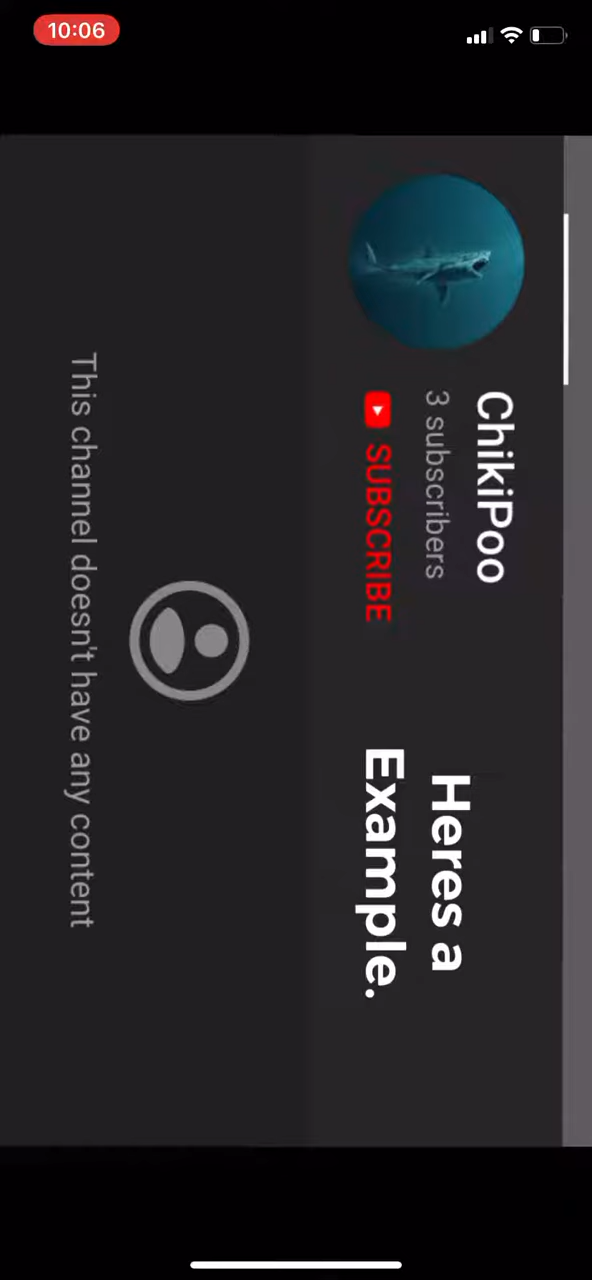 10:06
ChikiPoo
3 subscribers
SUBSCRIBE
Heres a
Example.
This channel doesn't have any content